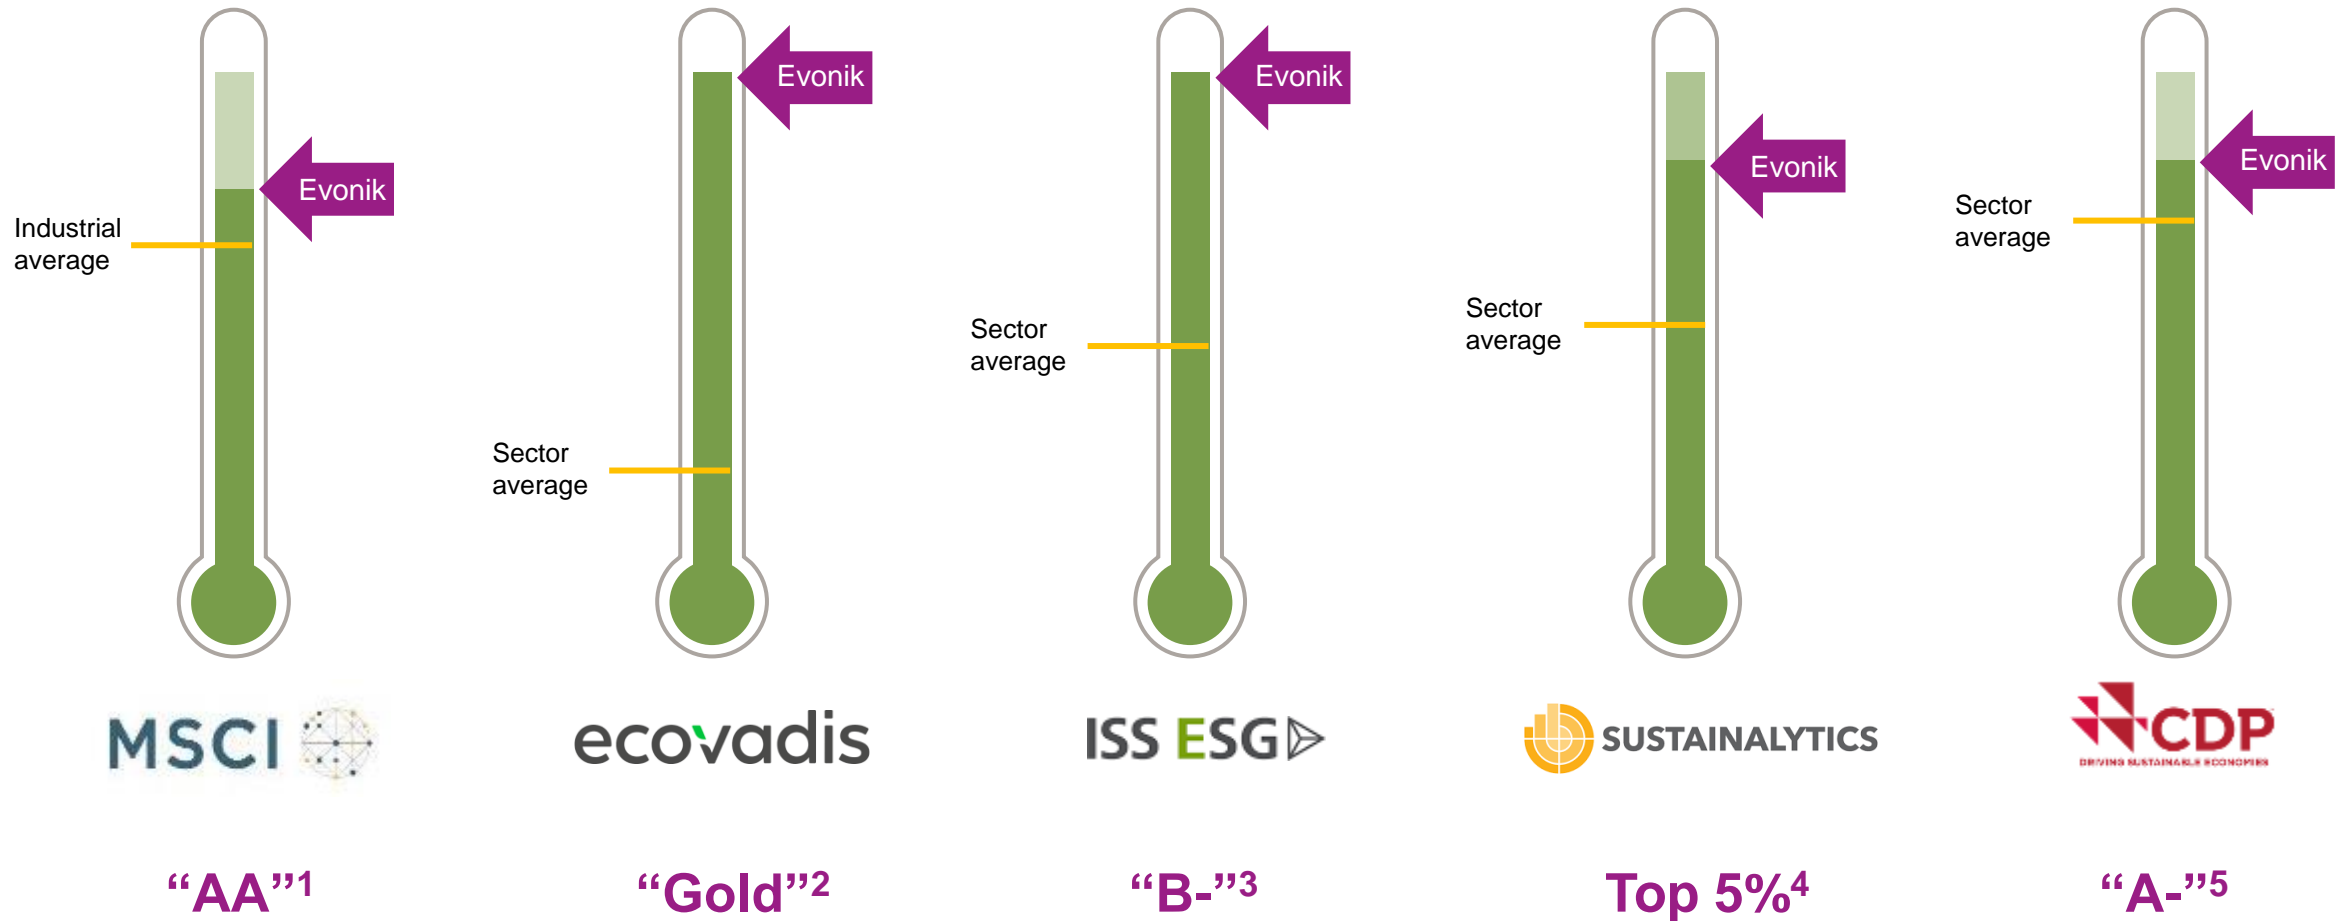 Evonik
Industrial
average
MSCI
“AA”1
Evonik
Sector
average
ecovadis
“Gold”2
Evonik
Sector
average
ISS ESG
“B-”3
Evonik
Sector
average
SUSTAINALYTICS
Top 5%4
Evonik
Sector
average
CDP
DRIVING SUSTAINABLE ECONOMIES
“A-”5